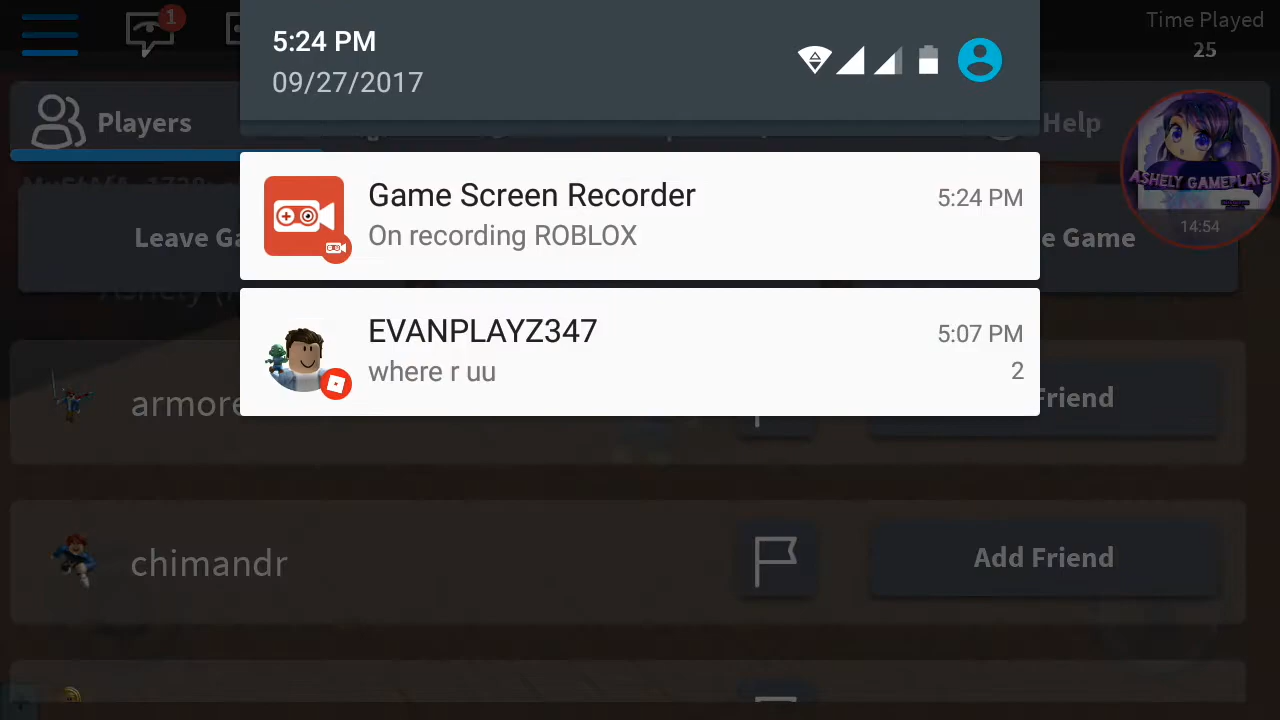 1
5:24 PM
09/27/2017
Time Played
25
Players
Help
Game Screen Recorder
5:24 PM
On recording ROBLOX
ASHELY GAMEPLAYS
14:54
Leave Ga
e Game
Ashely (
EVANPLAYZ347
5:07 PM
where r uu
2
armore
Friend
chimandr
Add Friend